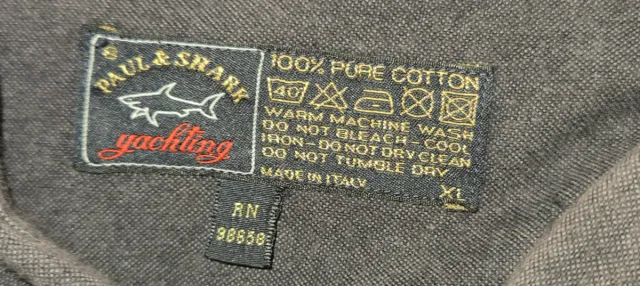 PAUL & SHARK
yachting
100% PURE COTTON
40°
WARM MACHINE WASH
DO NOT BLEACH-COOL
IRON-DO NOT DRY CLEAN
DO NOT TUMBLE DRY
MADE IN ITALY
XL
RN
98650